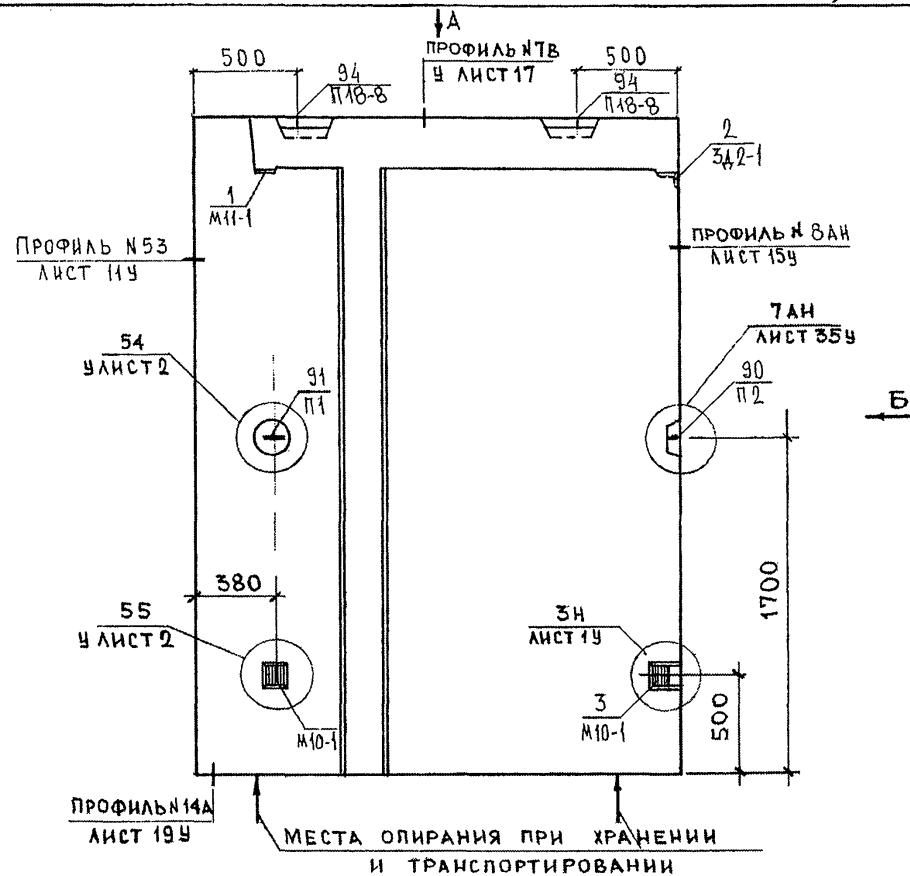 А
500
ПРОФИЛЬ N7В
У ЛИСТ 17
500
94
П18-8
94
П18-8
2
ЗД2-1
1
М11-1
ПРОФИЛЬ N53
ЛИСТ 11У
ПРОФИЛЬ N 8АН
ЛИСТ 15У
54
У ЛИСТ 2
91
П1
7АН
ЛИСТ 35У
90
П2
Б
380
1700
55
У ЛИСТ 2
3Н
ЛИСТ 1У
М10-1
3
М10-1
500
ПРОФИЛЬ N14А
ЛИСТ 19У
МЕСТА ОПИРАНИЯ ПРИ ХРАНЕНИИ
И ТРАНСПОРТИРОВАНИИ